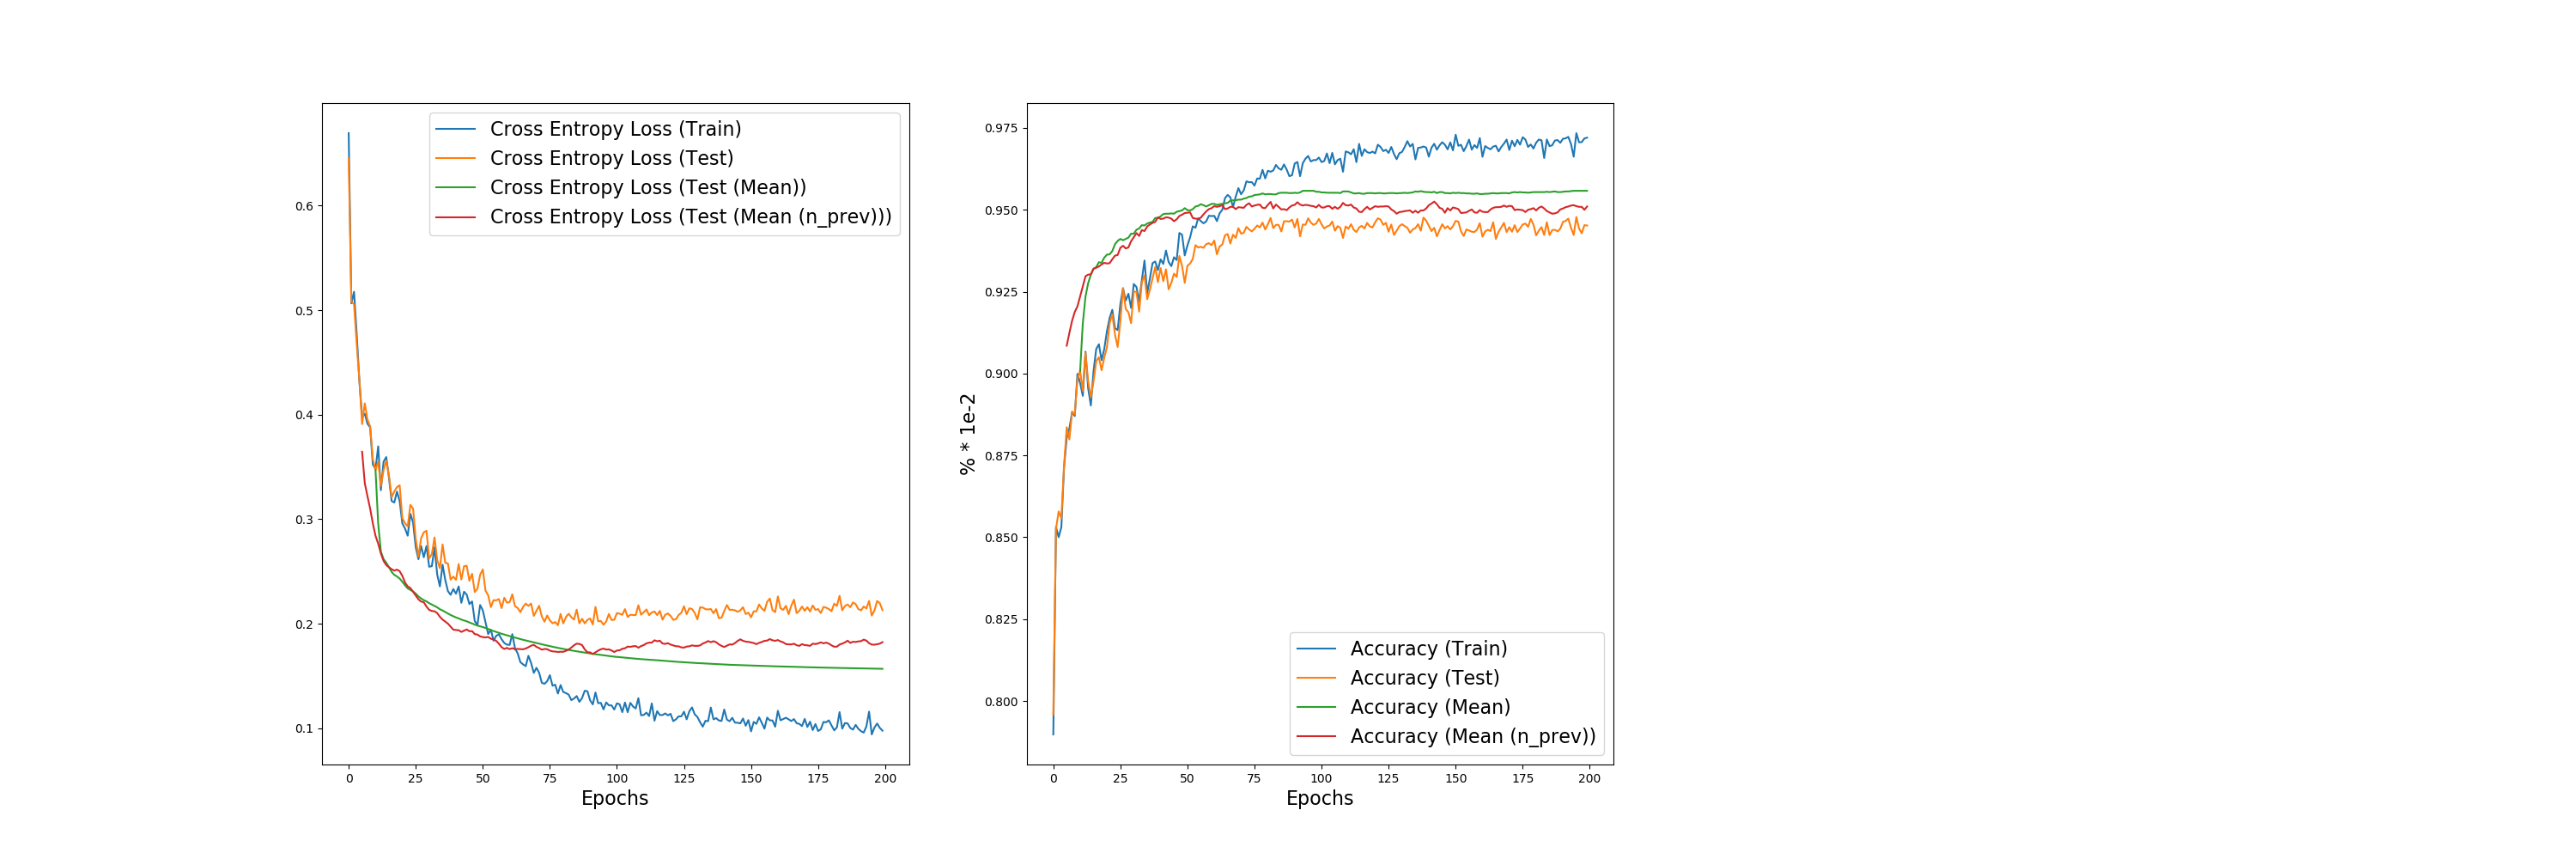 Cross Entropy Loss (Train)
Cross Entropy Loss (Test)
Cross Entropy Loss (Test (Mean))
Cross Entropy Loss (Test (Mean (n_prev)))
0.6
0.5
0.4
0.3
0.2
0.1
0 25 50 75 100 125 150 175 200
Epochs
% * 1e-2
0.975
0.950
0.925
0.900
0.875
0.850
0.825
0.800
Accuracy (Train)
Accuracy (Test)
Accuracy (Mean)
Accuracy (Mean (n_prev))
0 25 50 75 100 125 150 175 200
Epochs